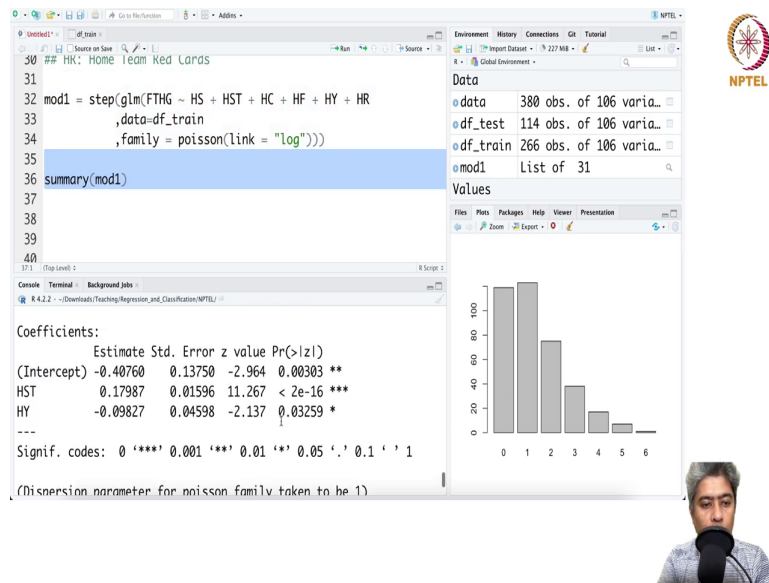 Go to file/function
Addins
NPTEL
Untitled1*
df_train
Source on Save
Run
Source
30 ## HR: Home Team Red Cards
31
32 mod1 = step(glm(FTHG ~ HS + HST + HC + HF + HY + HR
33 ,data=df_train
34 ,family = poisson(link = "log")))
35
36 summary(mod1)
37
38
39
40
37:1 (Top Level) R Script
Console Terminal Background Jobs
R 4.2.2 · ~/Downloads/Teaching/Regression_and_Classification/NPTEL/
Coefficients:
Estimate Std. Error z value Pr(>|z|)
(Intercept) -0.40760 0.13750 -2.964 0.00303 **
HST 0.17987 0.01596 11.267 < 2e-16 ***
HY -0.09827 0.04598 -2.137 0.03259 *
---
Signif. codes: 0 ‘***’ 0.001 ‘**’ 0.01 ‘*’ 0.05 ‘.’ 0.1 ‘ ’ 1
(Dispersion parameter for poisson family taken to be 1)
Environment History Connections Git Tutorial
Import Dataset 227 MiB List
R Global Environment
Data
data 380 obs. of 106 varia…
df_test 114 obs. of 106 varia…
df_train 266 obs. of 106 varia…
mod1 List of 31
Values
Files Plots Packages Help Viewer Presentation
Zoom Export
100
80
60
40
20
0
0 1 2 3 4 5 6
NPTEL